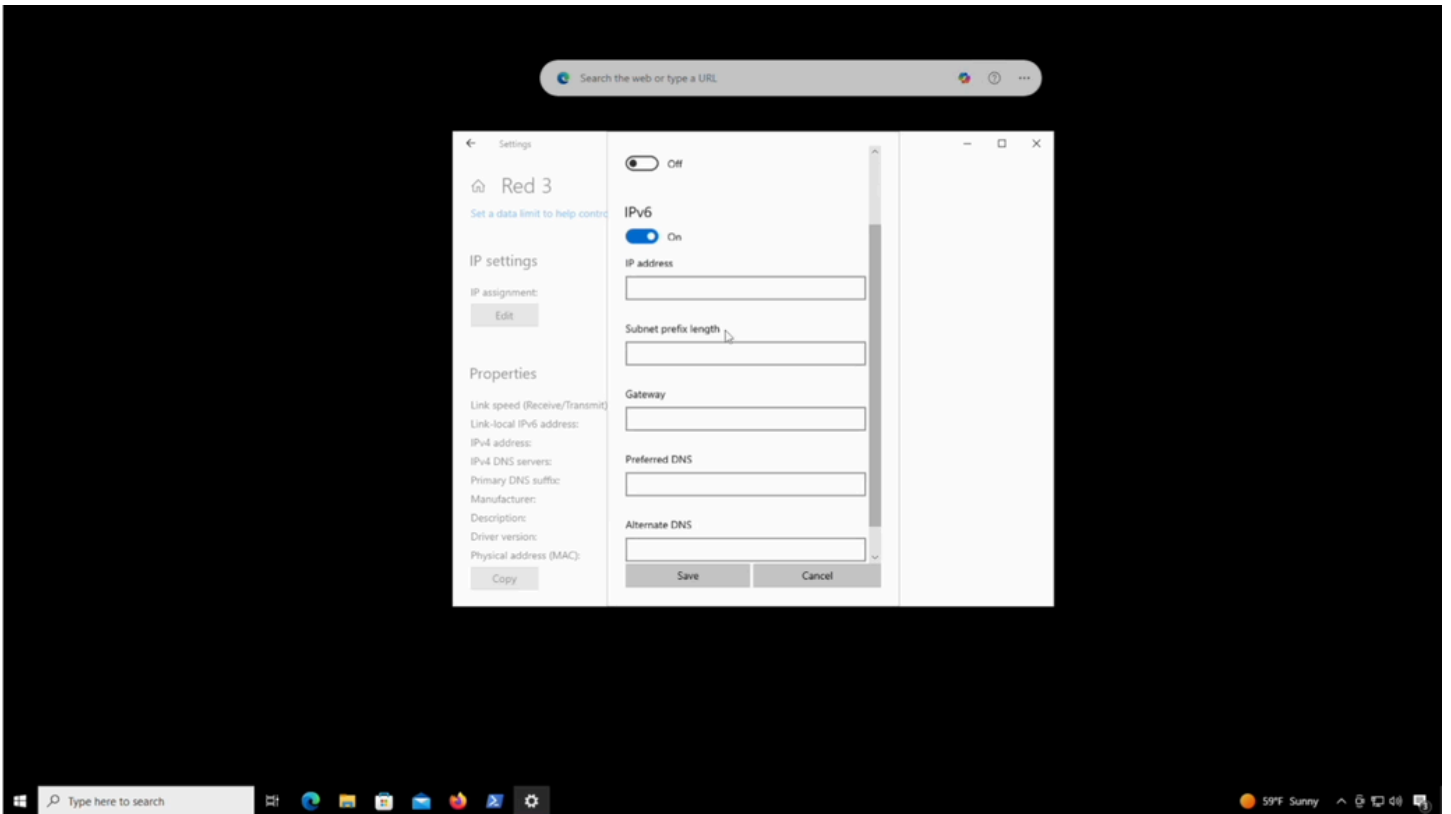 Search the web or type a URL
Settings
Red 3
Set a data limit to help contro
IP settings
IP assignment:
Edit
Properties
Link speed (Receive/Transmit)
Link-local IPv6 address:
IPv4 address:
IPv4 DNS servers:
Primary DNS suffix:
Manufacturer:
Description:
Driver version:
Physical address (MAC):
Copy
Off
IPv6
On
IP address
Subnet prefix length
Gateway
Preferred DNS
Alternate DNS
Save
Cancel
Type here to search
59°F Sunny
3